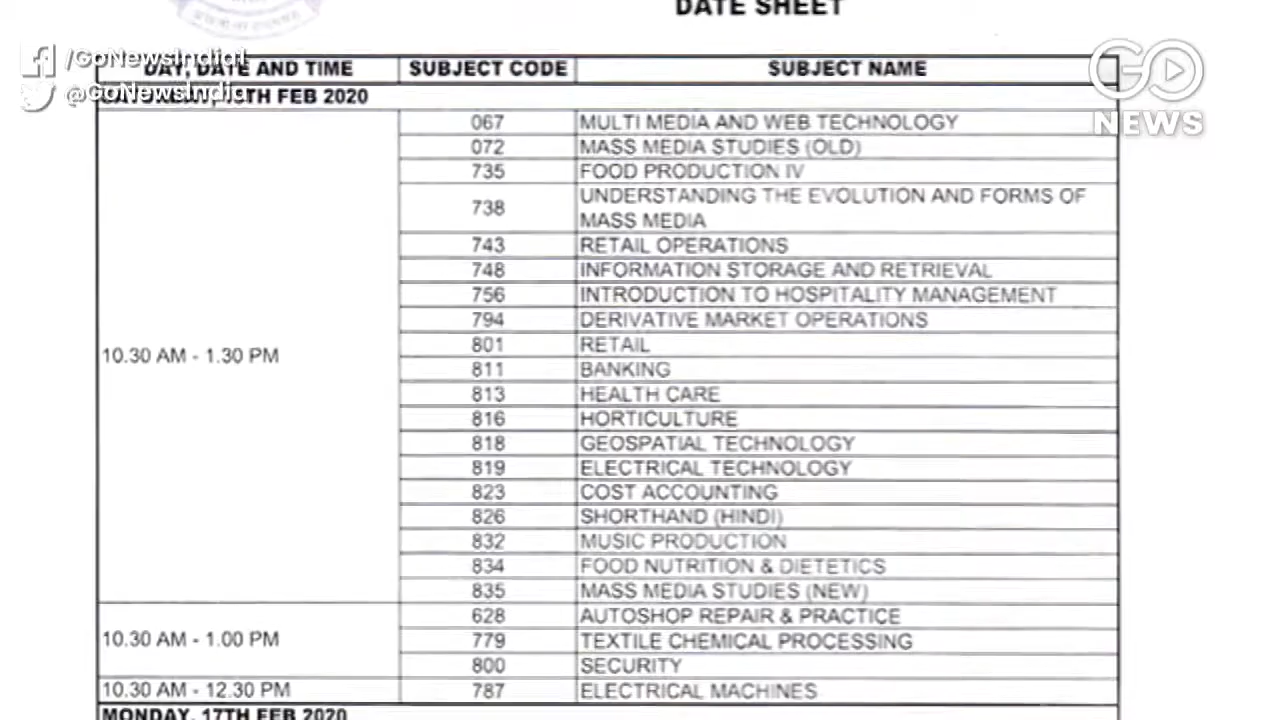 DATE SHEET
/GoNewsIndia1
@GoNewsIndia
GO
NEWS
DAY, DATE AND TIME SUBJECT CODE SUBJECT NAME
SATURDAY, 15TH FEB 2020
067 MULTI MEDIA AND WEB TECHNOLOGY
072 MASS MEDIA STUDIES (OLD)
735 FOOD PRODUCTION IV
738 UNDERSTANDING THE EVOLUTION AND FORMS OF
MASS MEDIA
743 RETAIL OPERATIONS
748 INFORMATION STORAGE AND RETRIEVAL
756 INTRODUCTION TO HOSPITALITY MANAGEMENT
794 DERIVATIVE MARKET OPERATIONS
801 RETAIL
10.30 AM - 1.30 PM 811 BANKING
813 HEALTH CARE
816 HORTICULTURE
818 GEOSPATIAL TECHNOLOGY
819 ELECTRICAL TECHNOLOGY
823 COST ACCOUNTING
826 SHORTHAND (HINDI)
832 MUSIC PRODUCTION
834 FOOD NUTRITION & DIETETICS
835 MASS MEDIA STUDIES (NEW)
628 AUTOSHOP REPAIR & PRACTICE
10.30 AM - 1.00 PM 779 TEXTILE CHEMICAL PROCESSING
800 SECURITY
10.30 AM - 12.30 PM 787 ELECTRICAL MACHINES
MONDAY, 17TH FEB 2020